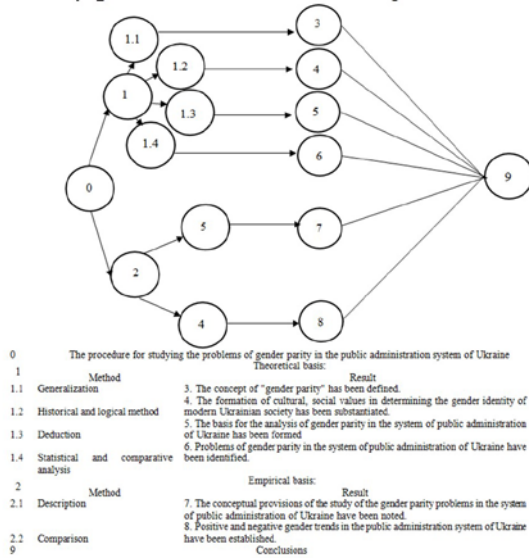 1.1
3
1.2
4
1
1.3
5
1.4
6
0
9
5
7
2
4
8
0 The procedure for studying the problems of gender parity in the public administration system of Ukraine
1 Theoretical basis:
Method Result
1.1 Generalization 3. The concept of "gender parity" has been defined.
4. The formation of cultural, social values in determining the gender identity of
1.2 Historical and logical method modern Ukrainian society has been substantiated.
5. The basis for the analysis of gender parity in the system of public administration
1.3 Deduction of Ukraine has been formed
6. Problems of gender parity in the system of public administration of Ukraine have
1.4 Statistical and comparative been identified.
analysis
2 Empirical basis:
Method Result
2.1 Description 7. The conceptual provisions of the study of the gender parity problems in the system
of public administration of Ukraine have been noted.
8. Positive and negative gender trends in the public administration system of Ukraine
2.2 Comparison have been established.
9 Conclusions